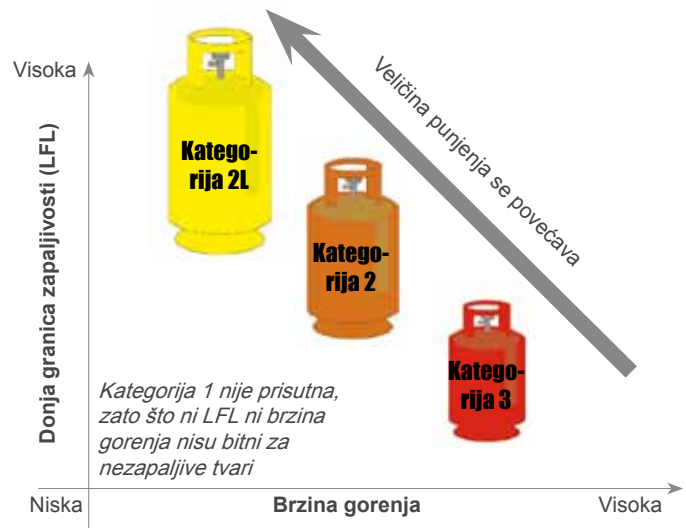 Visoka
Donja granica zapaljivosti (LFL)
Katego-
rija 2L
Veličina punjenja se povećava
Katego-
rija 2
Katego-
rija 3
Kategorija 1 nije prisutna,
zato što ni LFL ni brzina
gorenja nisu bitni za
nezapaljive tvari
Niska
Brzina gorenja
Visoka